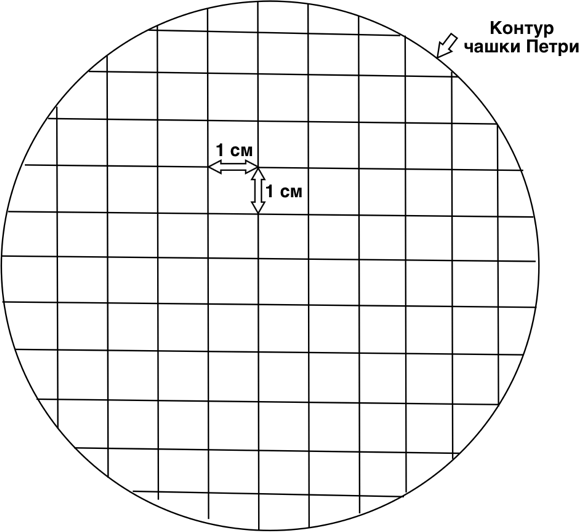 Контур
чашки Петри
1 см
1 см